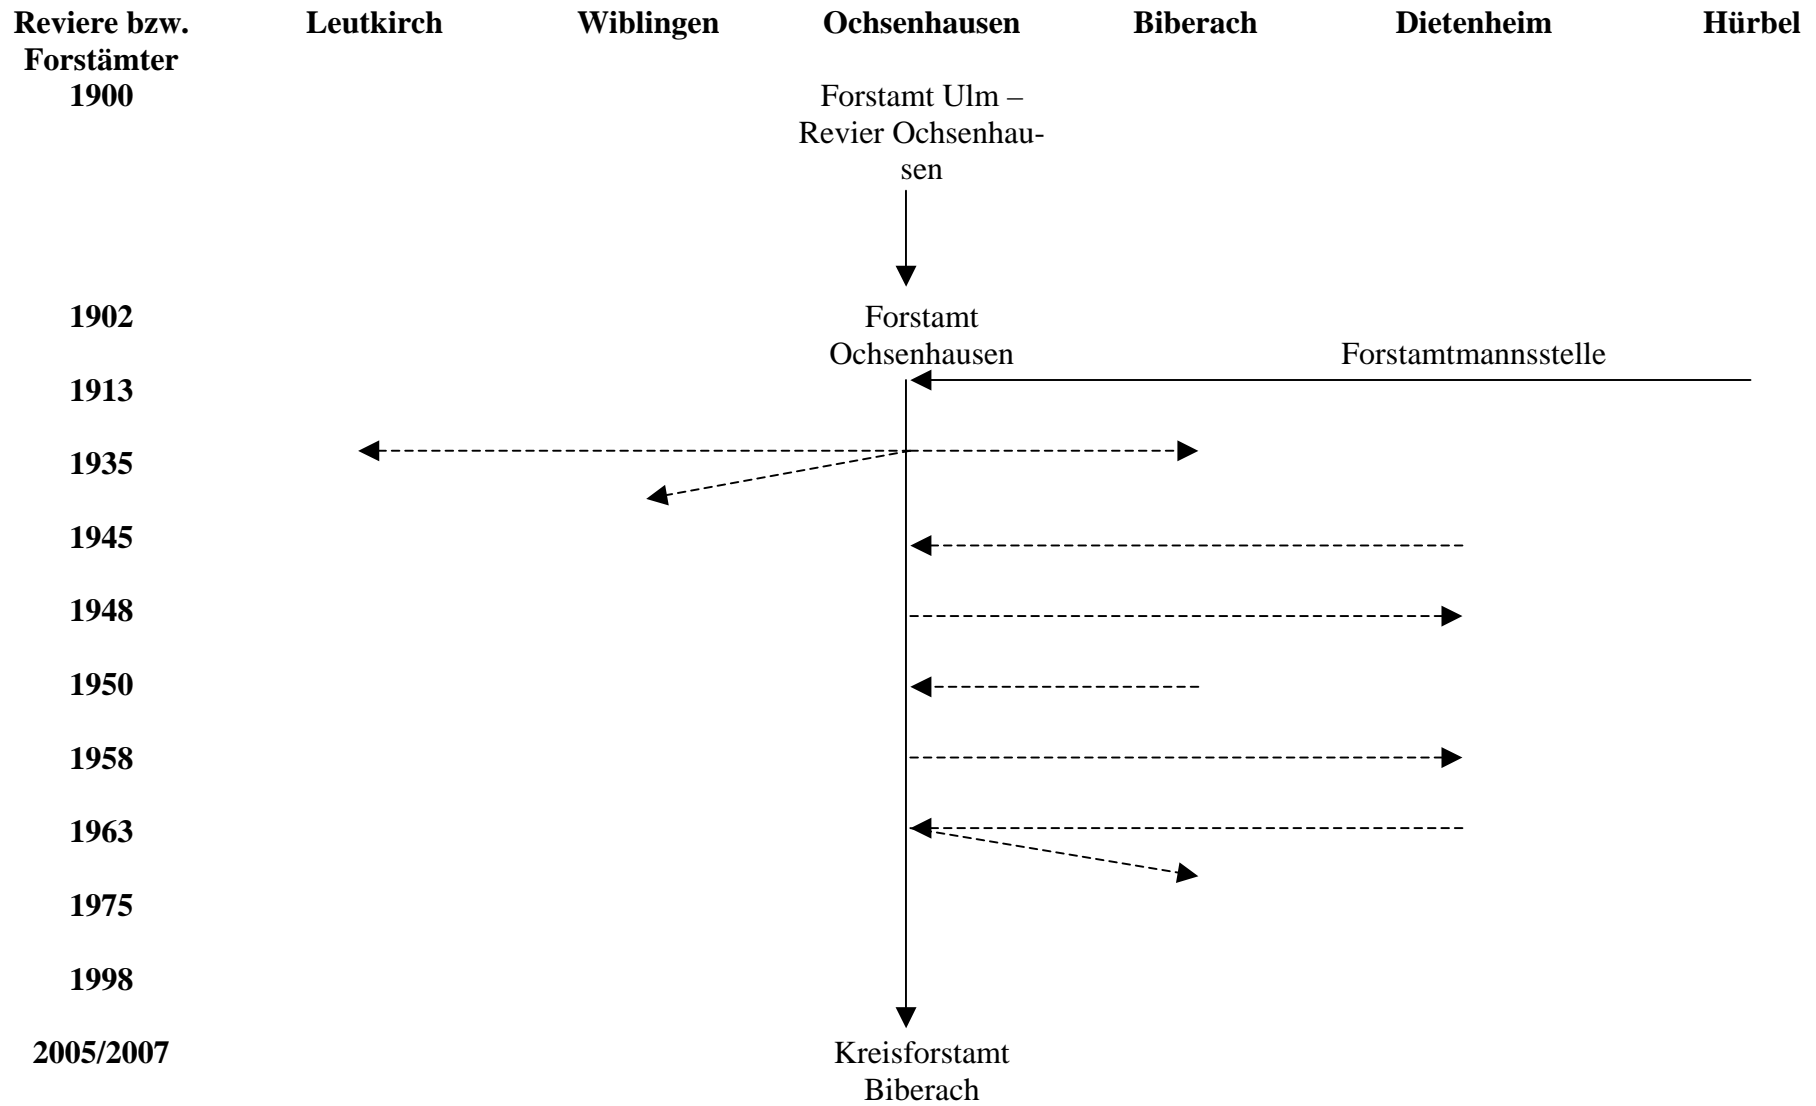 Reviere bzw. Leutkirch Wiblingen Ochsenhausen Biberach Dietenheim Hürbel
Forstämter
1900 Forstamt Ulm –
Revier Ochsenhau-
sen
1902 Forstamt
Ochsenhausen Forstamtmannsstelle
1913
1935
1945
1948
1950
1958
1963
1975
1998
2005/2007 Kreisforstamt
Biberach